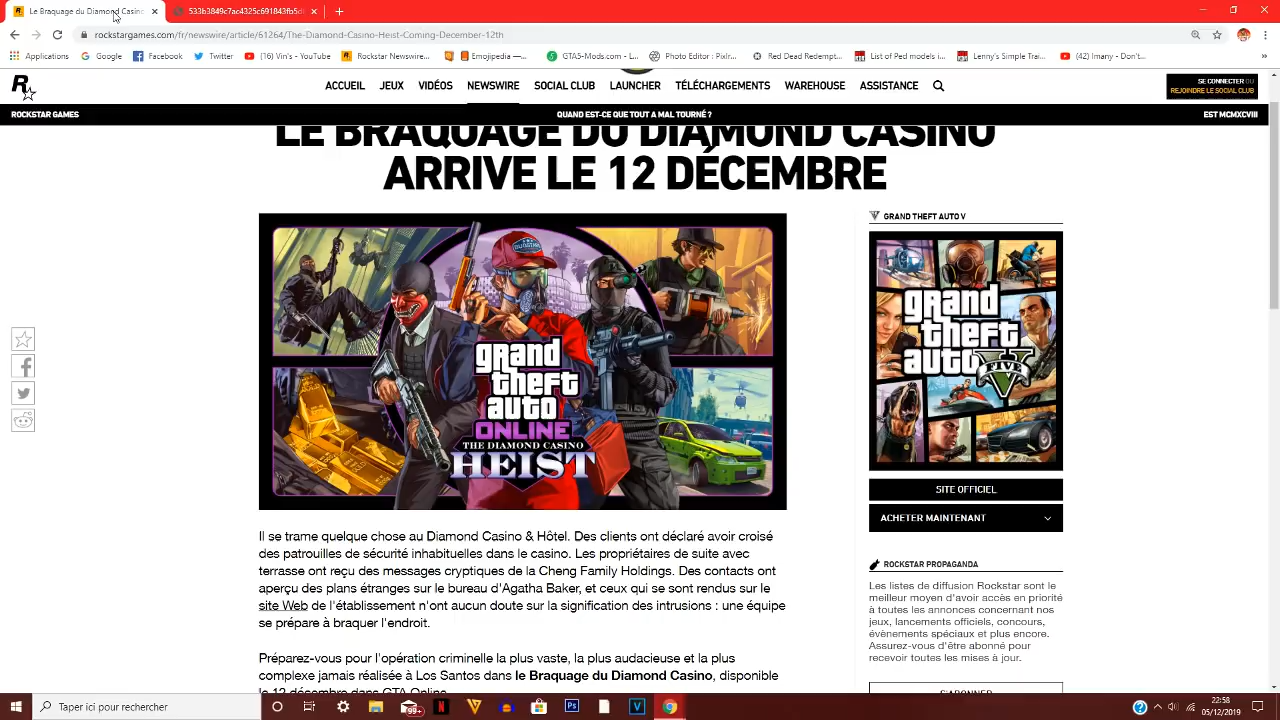 Le Braquage du Diamond Casino
533b3849c7ac4325c691843fb5df
rockstargames.com/fr/newswire/article/61264/The-Diamond-Casino-Heist-Coming-December-12th
Applications Google Facebook Twitter (16) Vin's - YouTube Rockstar Newswire... Emojipedia —... GTA5-Mods.com - L... Photo Editor : Pixlr... Red Dead Redempt... List of Ped models i... Lenny's Simple Trai... (42) Imany - Don't...
ACCUEIL JEUX VIDÉOS NEWSWIRE SOCIAL CLUB LAUNCHER TÉLÉCHARGEMENTS WAREHOUSE ASSISTANCE
SE CONNECTER OU
REJOINDRE LE SOCIAL CLUB
ROCKSTAR GAMES QUAND EST-CE QUE TOUT A MAL TOURNÉ ? EST MCMXCVIII
LE BRAQUAGE DU DIAMOND CASINO
ARRIVE LE 12 DÉCEMBRE
grand
theft
auto
ONLINE
THE DIAMOND CASINO
HEIST
Il se trame quelque chose au Diamond Casino & Hôtel. Des clients ont déclaré avoir croisé
des patrouilles de sécurité inhabituelles dans le casino. Les propriétaires de suite avec
terrasse ont reçu des messages cryptiques de la Cheng Family Holdings. Des contacts ont
aperçu des plans étranges sur le bureau d'Agatha Baker, et ceux qui se sont rendus sur le
site Web de l'établissement n'ont aucun doute sur la signification des intrusions : une équipe
se prépare à braquer l'endroit.
Préparez-vous pour l'opération criminelle la plus vaste, la plus audacieuse et la plus
complexe jamais réalisée à Los Santos dans le Braquage du Diamond Casino, disponible
le 12 décembre dans GTA Online.
GRAND THEFT AUTO V
grand
theft
auto
FIVE
SITE OFFICIEL
ACHETER MAINTENANT
ROCKSTAR PROPAGANDA
Les listes de diffusion Rockstar sont le
meilleur moyen d'avoir accès en priorité
à toutes les annonces concernant nos
jeux, lancements officiels, concours,
évènements spéciaux et plus encore.
Assurez-vous d'être abonné pour
recevoir toutes les mises à jour.
S'ABONNER
Taper ici pour rechercher
99+
22:58
05/12/2019